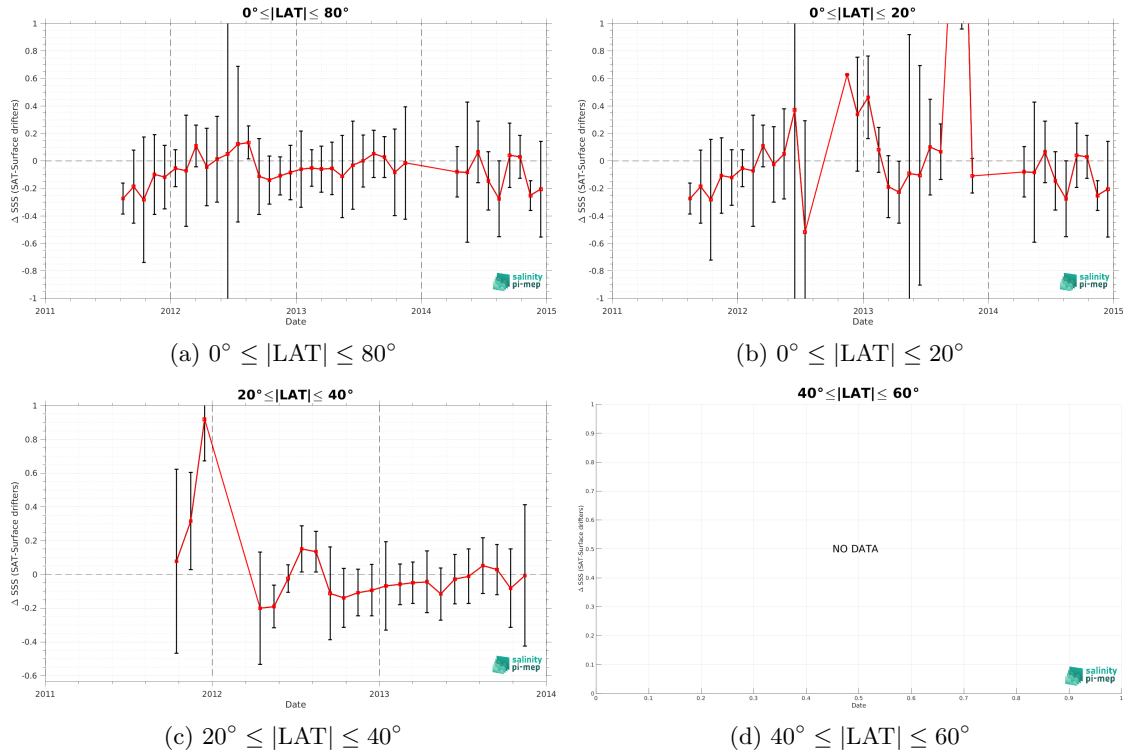 0°≤|LAT|≤ 80°
1
0.8
0.6
0.4
0.2
0
-0.2
-0.4
-0.6
-0.8
-1
Δ SSS (SAT-Surface drifters)
2011
2012
2013
2014
2015
Date
salinity
pi-mep
(a) 0° ≤ |LAT| ≤ 80°
0°≤|LAT|≤ 20°
1
0.8
0.6
0.4
0.2
0
-0.2
-0.4
-0.6
-0.8
-1
Δ SSS (SAT-Surface drifters)
2011
2012
2013
2014
2015
Date
salinity
pi-mep
(b) 0° ≤ |LAT| ≤ 20°
20°≤|LAT|≤ 40°
1
0.8
0.6
0.4
0.2
0
-0.2
-0.4
-0.6
Δ SSS (SAT-Surface drifters)
2011
2012
2013
2014
Date
salinity
pi-mep
(c) 20° ≤ |LAT| ≤ 40°
40°≤|LAT|≤ 60°
1
0.9
0.8
0.7
0.6
0.5
0.4
0.3
0.2
0.1
0
Δ SSS (SAT-Surface drifters)
NO DATA
0
0.1
0.2
0.3
0.4
0.5
0.6
0.7
0.8
0.9
1
Date
salinity
pi-mep
(d) 40° ≤ |LAT| ≤ 60°